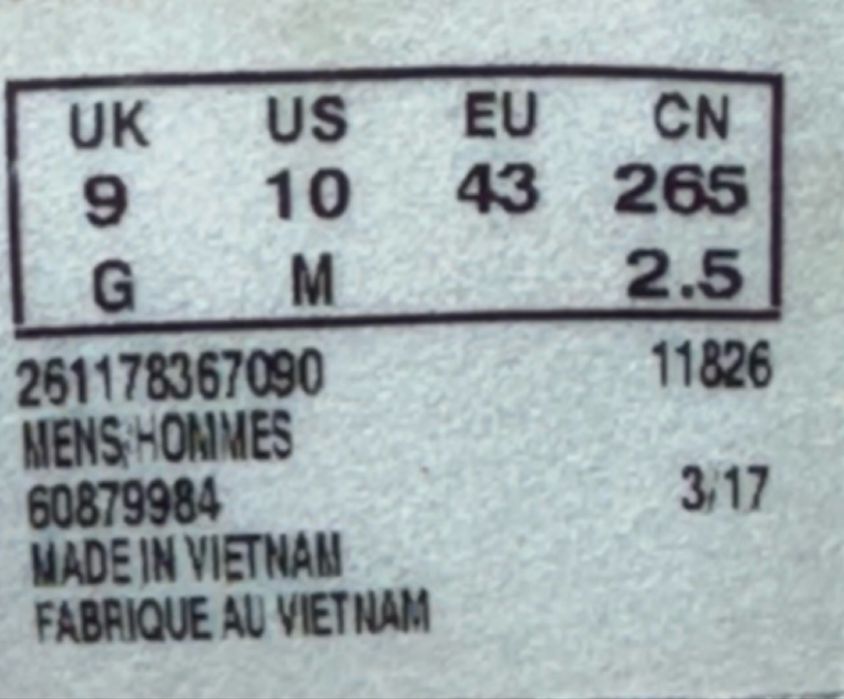 UK US EU CN
9 10 43 265
G M 2.5
261178367090 11826
MENS/HOMMES
60879984 3/17
MADE IN VIETNAM
FABRIQUE AU VIETNAM